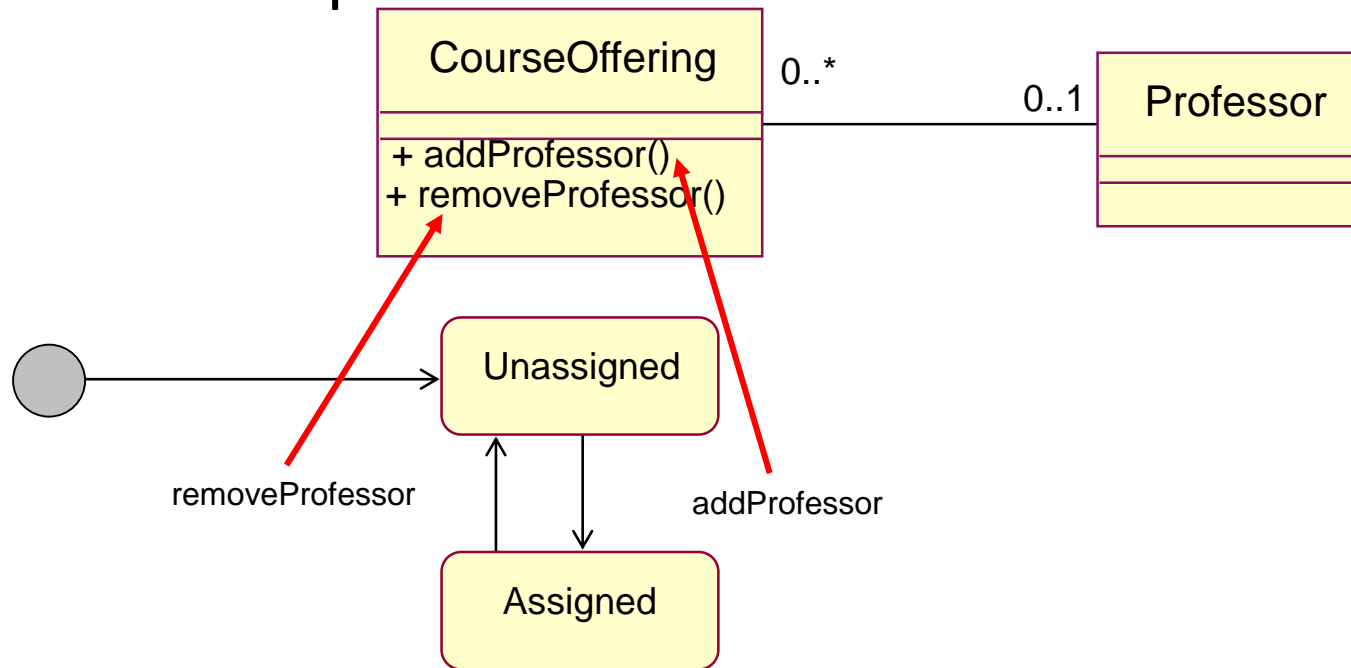 CourseOffering
0..*
0..1
Professor
+ addProfessor()
+ removeProfessor()
Unassigned
removeProfessor
addProfessor
Assigned